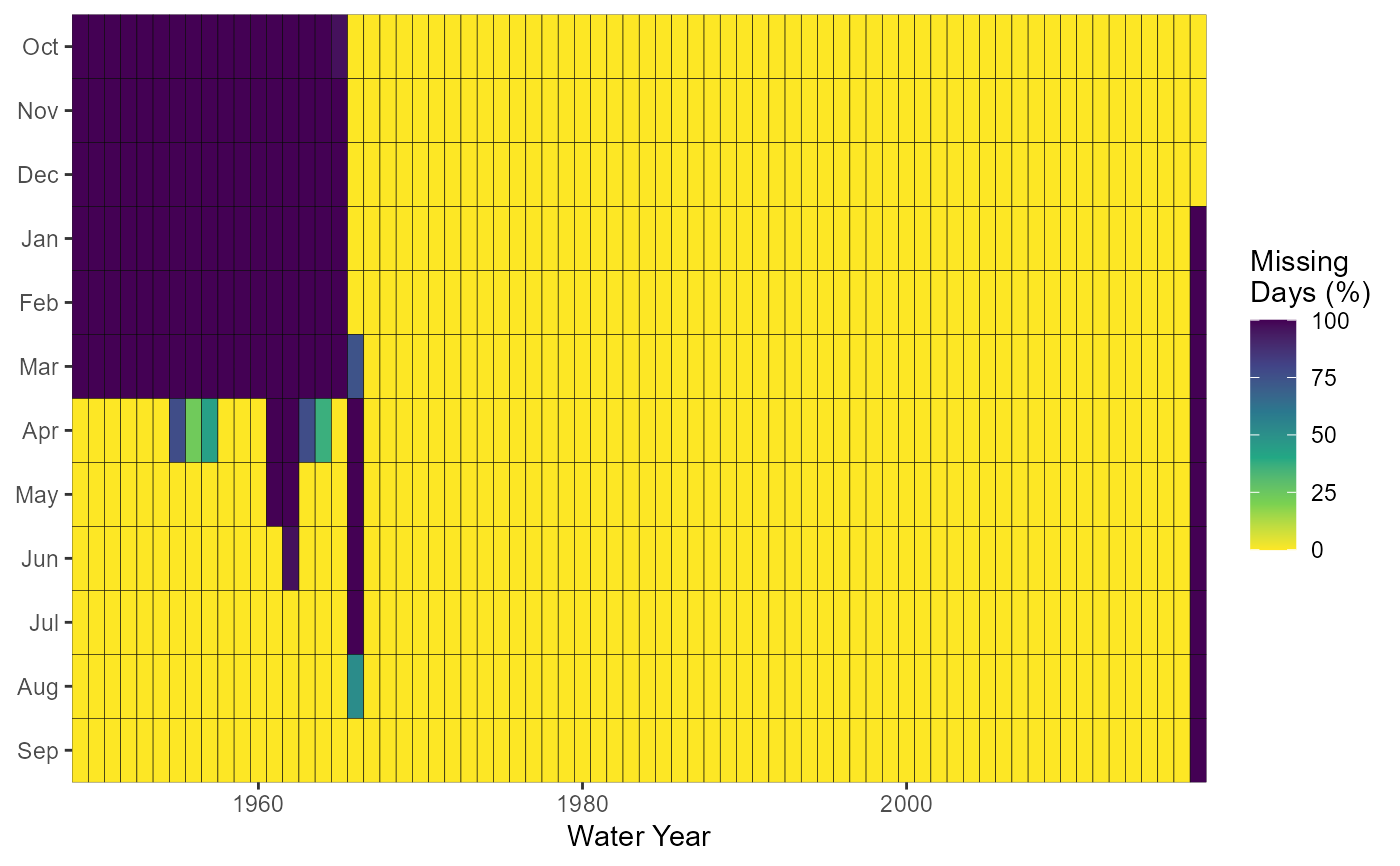 Oct
Nov
Dec
Jan
Feb
Mar
Apr
May
Jun
Jul
Aug
Sep
1960 1980 2000
Water Year
Missing
Days (%)
100
75
50
25
0